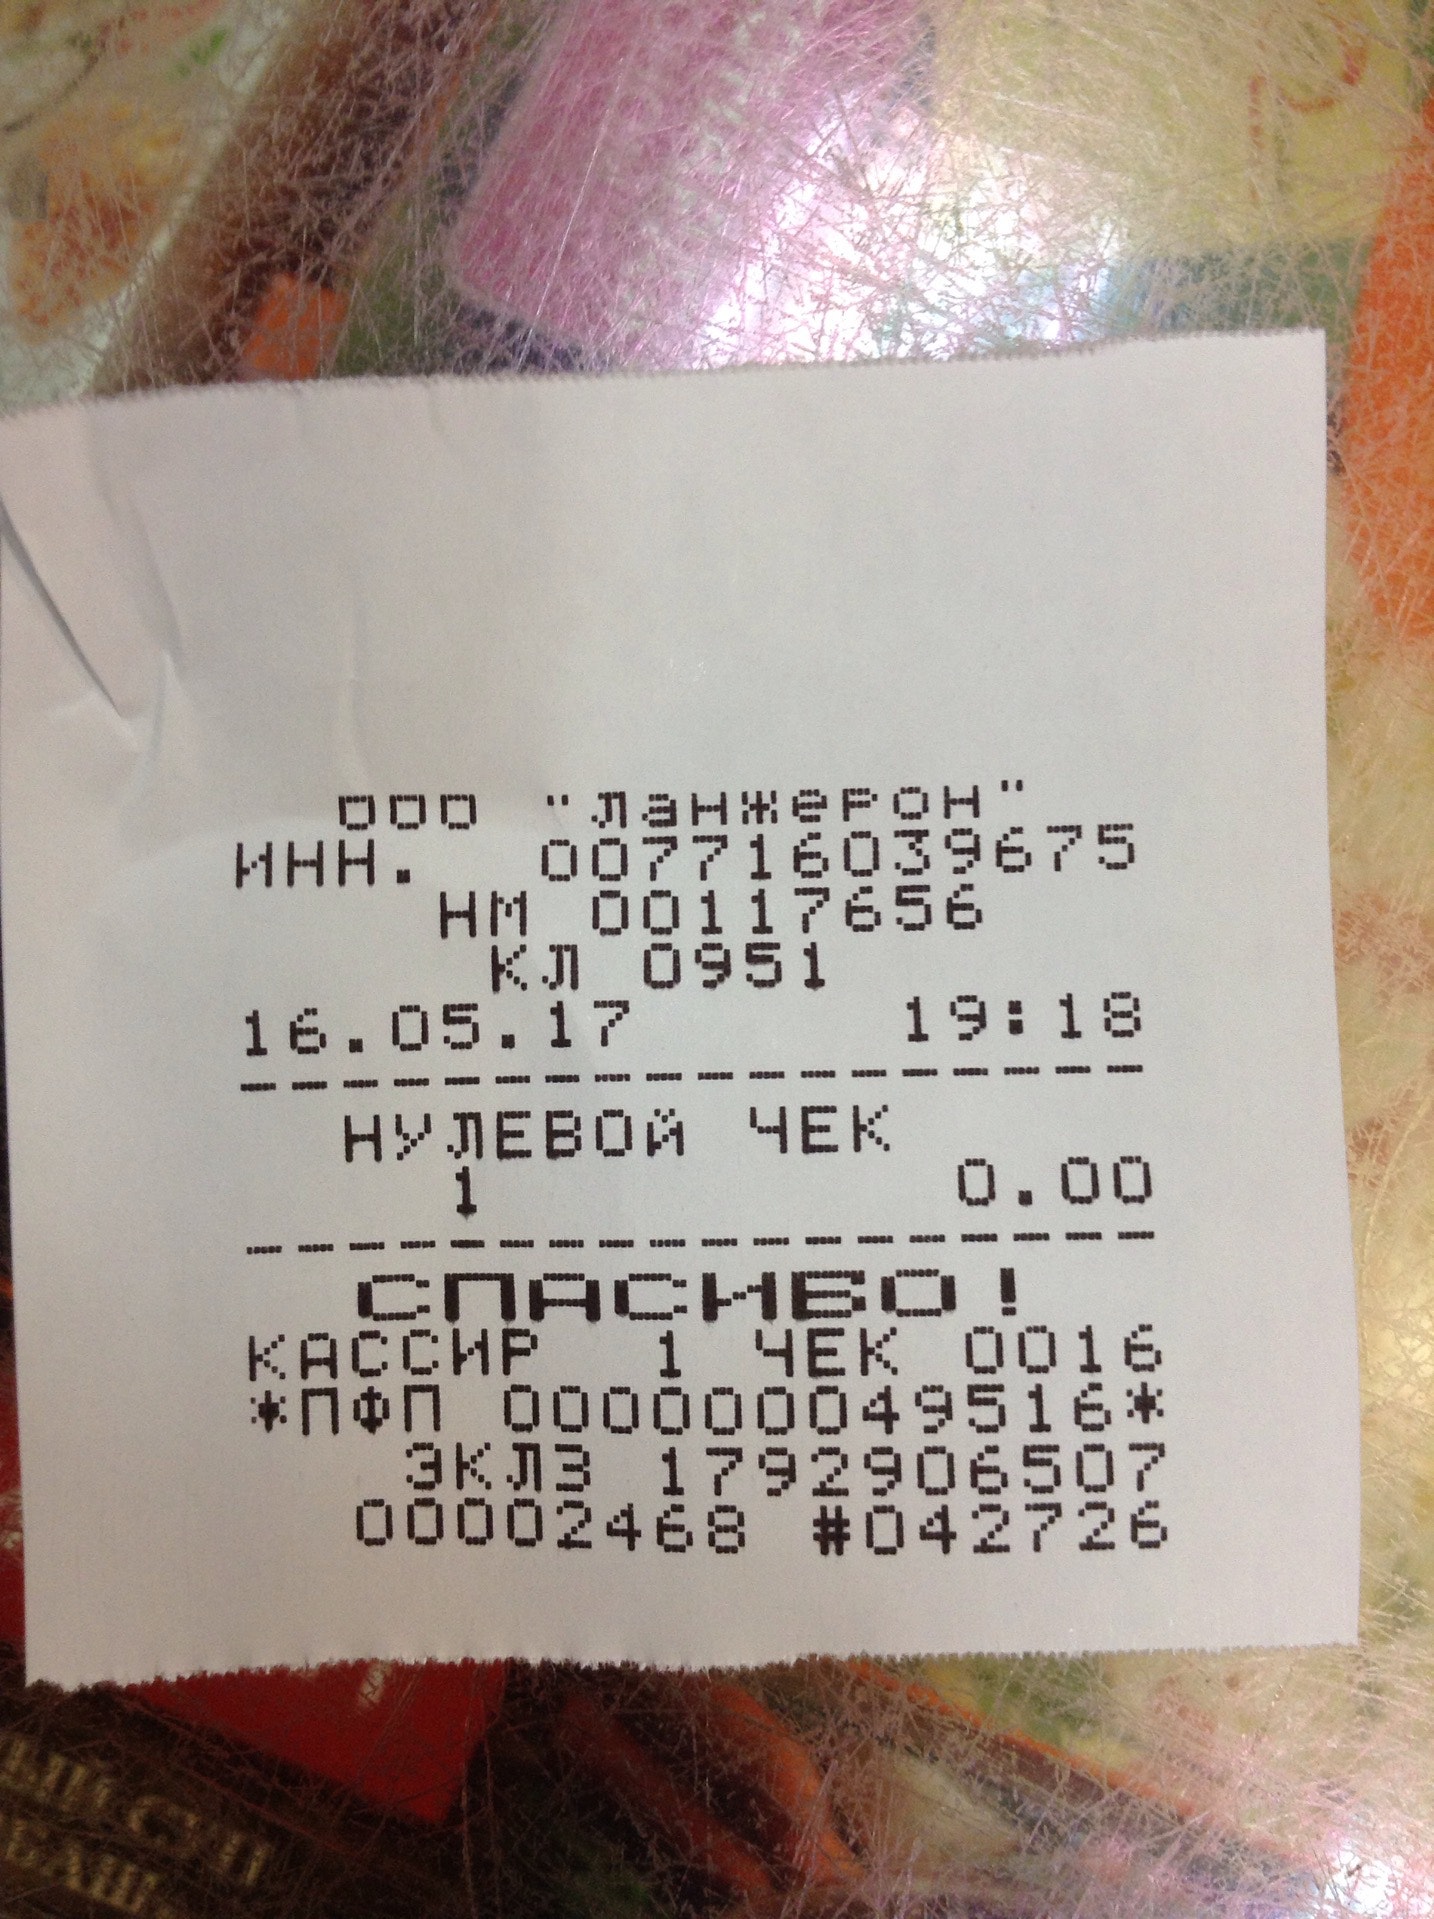 ООО "Ланжерон"
ИНН. 007716039675
НМ 00117656
КЛ 0951
16.05.17 19:18
------------------
НУЛЕВОЙ ЧЕК
1 0.00
------------------
СПАСИБО!
КАССИР 1 ЧЕК 0016
*ПФП 000000049516*
ЭКЛЗ 1792906507
00002468 #042726